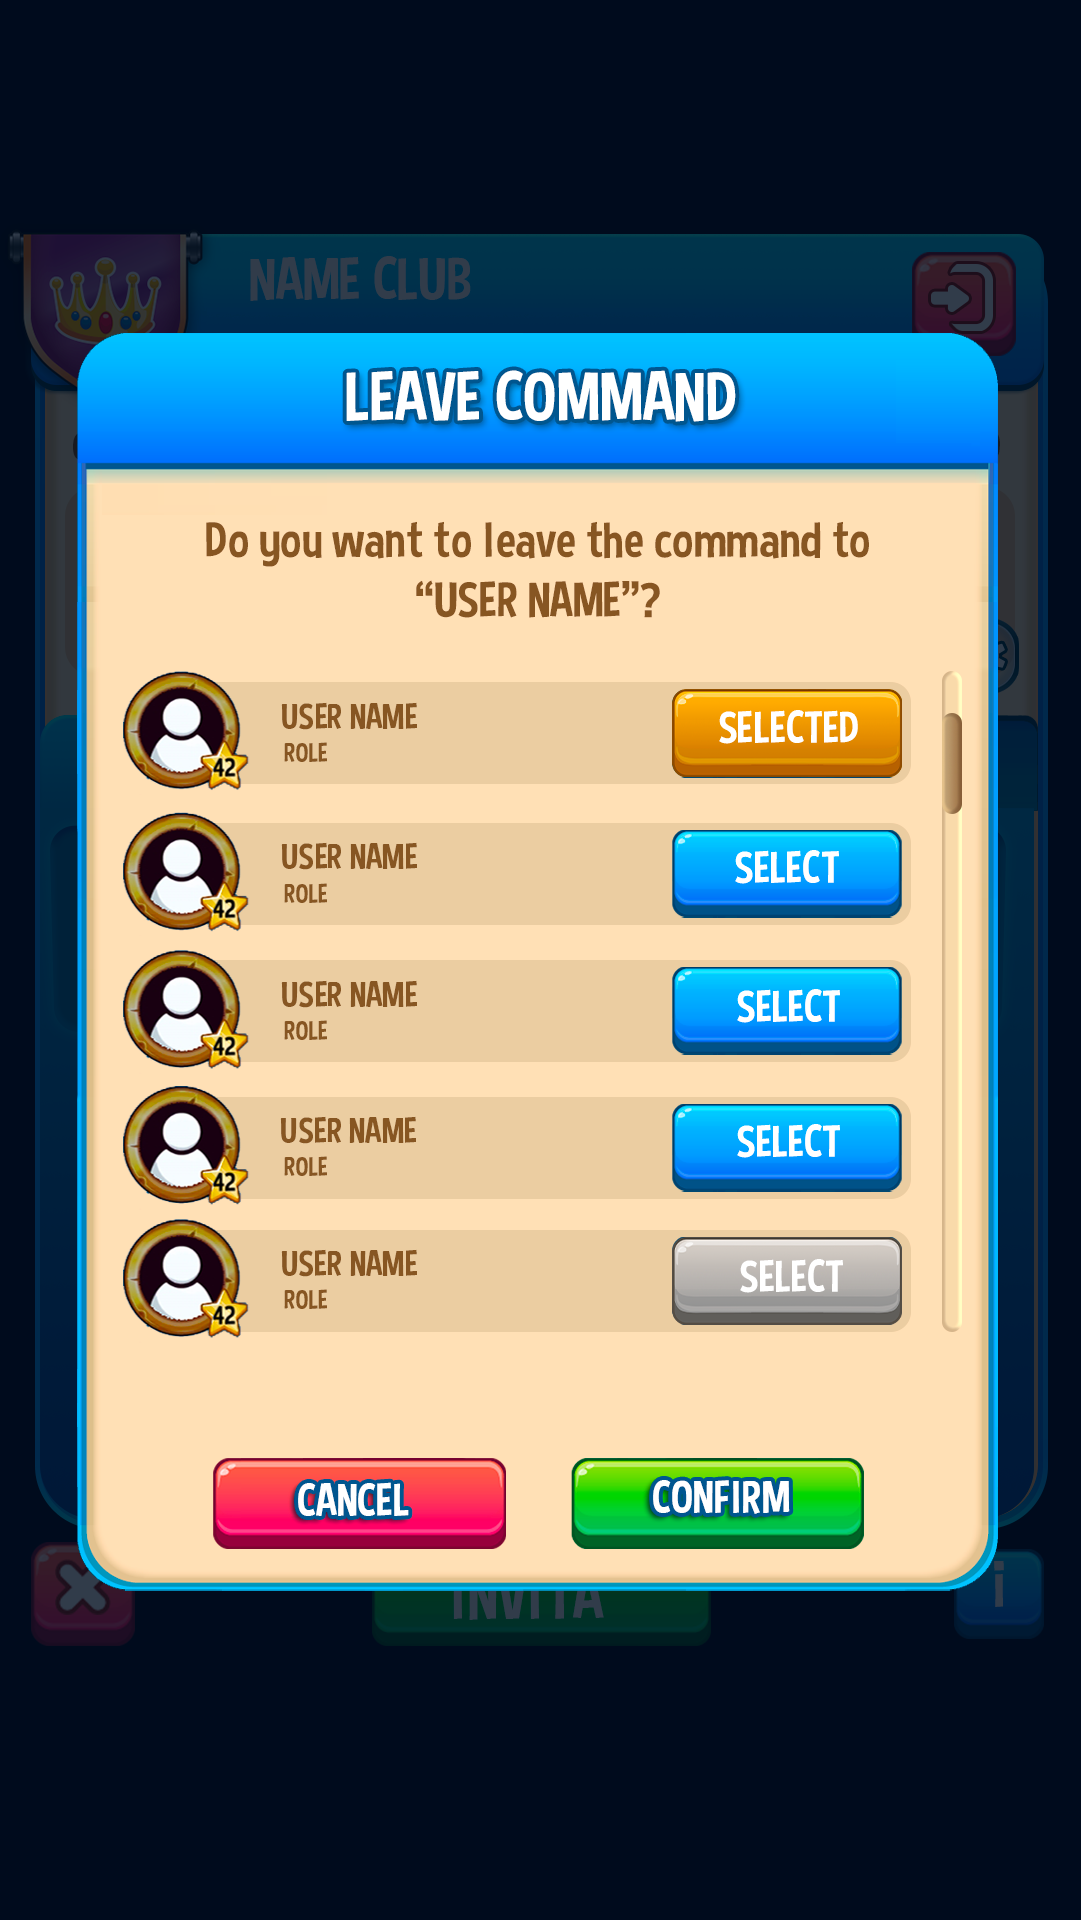 NAME CLUB
LEAVE COMMAND
Do you want to leave the command to
“USER NAME”?
USER NAME
ROLE
42
SELECTED
USER NAME
ROLE
42
SELECT
USER NAME
ROLE
42
SELECT
USER NAME
ROLE
42
SELECT
USER NAME
ROLE
42
SELECT
CANCEL
CONFIRM
INVITA
i